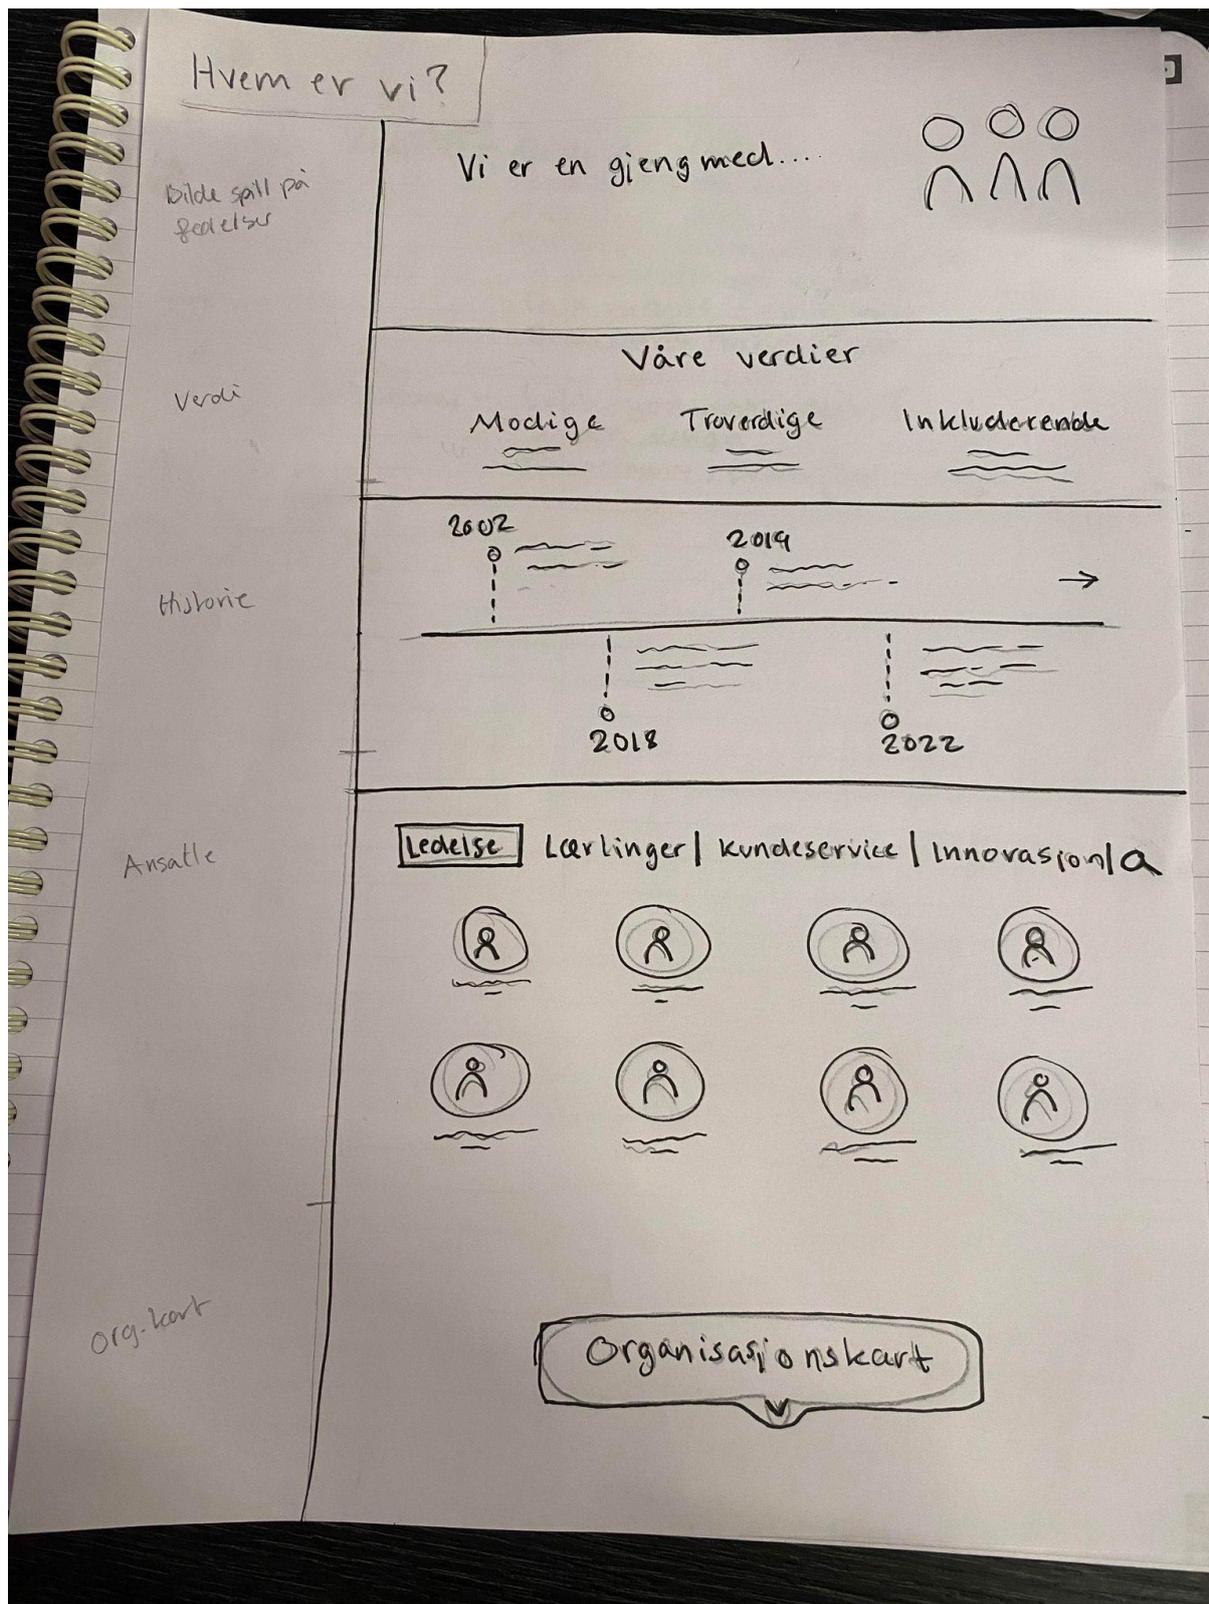 Hvem er vi?
Bilde spill på
Vi er en gjeng med....
Våre verdier
Verdi
Modige
Troverdige
Inkluderende
Historie
2002
2019
2018
2022
Ansatte
Ledelse Lærlinger | Kundeservice | Innovasjon |
Org.kart
Organisasjonskart